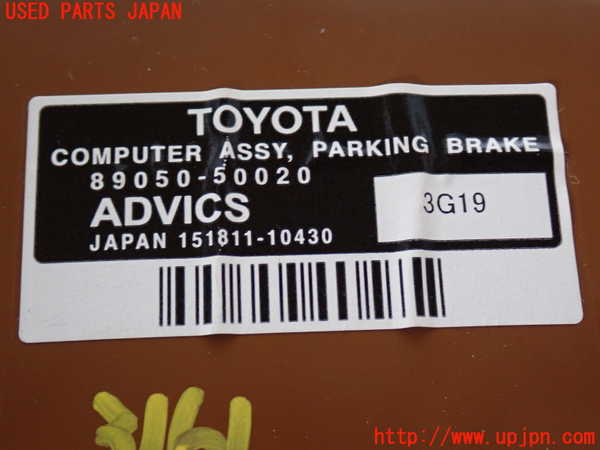 USED PARTS JAPAN
TOYOTA
COMPUTER ASSY, PARKING BRAKE
89050-50020
ADVICS
3G19
JAPAN 151811-10430
http://www.upjpn.com